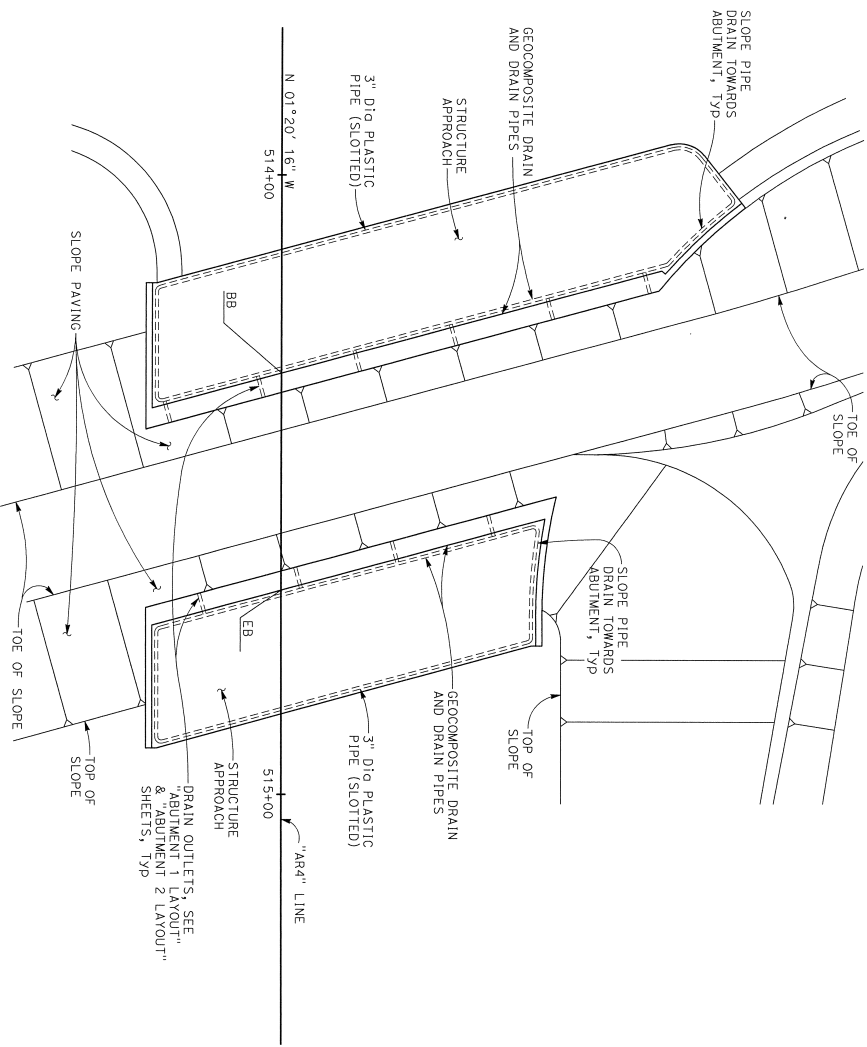 SLOPE PIPE
DRAIN TOWARDS
ABUTMENT, Typ
GEOCOMPOSITE DRAIN
AND DRAIN PIPES
STRUCTURE
APPROACH
3" Dia PLASTIC
PIPE (SLOTTED)
N 01°20' 16" W
514+00
SLOPE PAVING
BB
TOE OF
SLOPE
SLOPE PIPE
DRAIN TOWARDS
ABUTMENT, Typ
EB
TOE OF SLOPE
GEOCOMPOSITE DRAIN
AND DRAIN PIPES
TOP OF
SLOPE
3" Dia PLASTIC
PIPE (SLOTTED)
STRUCTURE
APPROACH
TOP OF
SLOPE
515+00
"AR4" LINE
DRAIN OUTLETS, SEE
"ABUTMENT 1 LAYOUT"
& "ABUTMENT 2 LAYOUT"
SHEETS, Typ